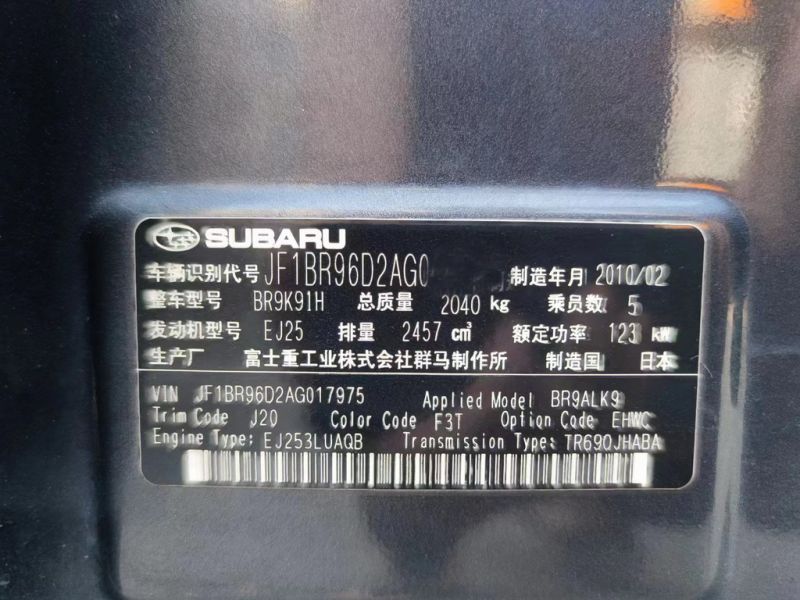 SUBARU
车辆识别代号 JF1BR96D2AG0 制造年月 2010/02
整车型号 BR9K91H 总质量 2040 kg 乘员数 5
发动机型号 EJ25 排量 2457 cm³ 额定功率 123 kW
生产厂 富士重工业株式会社群马制作所 制造国 日本
VIN JF1BR96D2AG017975 Applied Model BR9ALK9
Trim Code J20 Color Code F3T Option Code EHWC
Engine Type: EJ253LUAQB Transmission Type: TR690JHABA